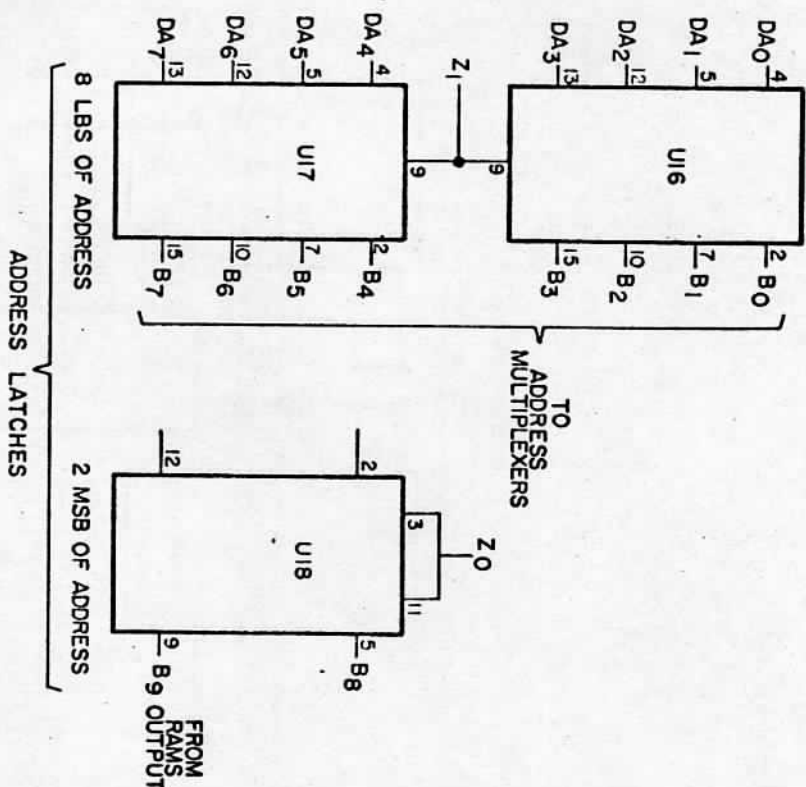 DA0 4 2 B0
DA1 5 7 B1
U16
DA2 12 10 B2
DA3 13 15 B3
TO
ADDRESS
MULTIPLEXERS
9
Z1
Z0
9
3 11
DA4 4 2 B4
2 5 B8
DA5 5 7 B5
U17
U18
DA6 12 10 B6
DA7 13 15 B7
12 9 B9
FROM
RAMS
OUTPUT
8 LBS OF ADDRESS
2 MSB OF ADDRESS
ADDRESS LATCHES